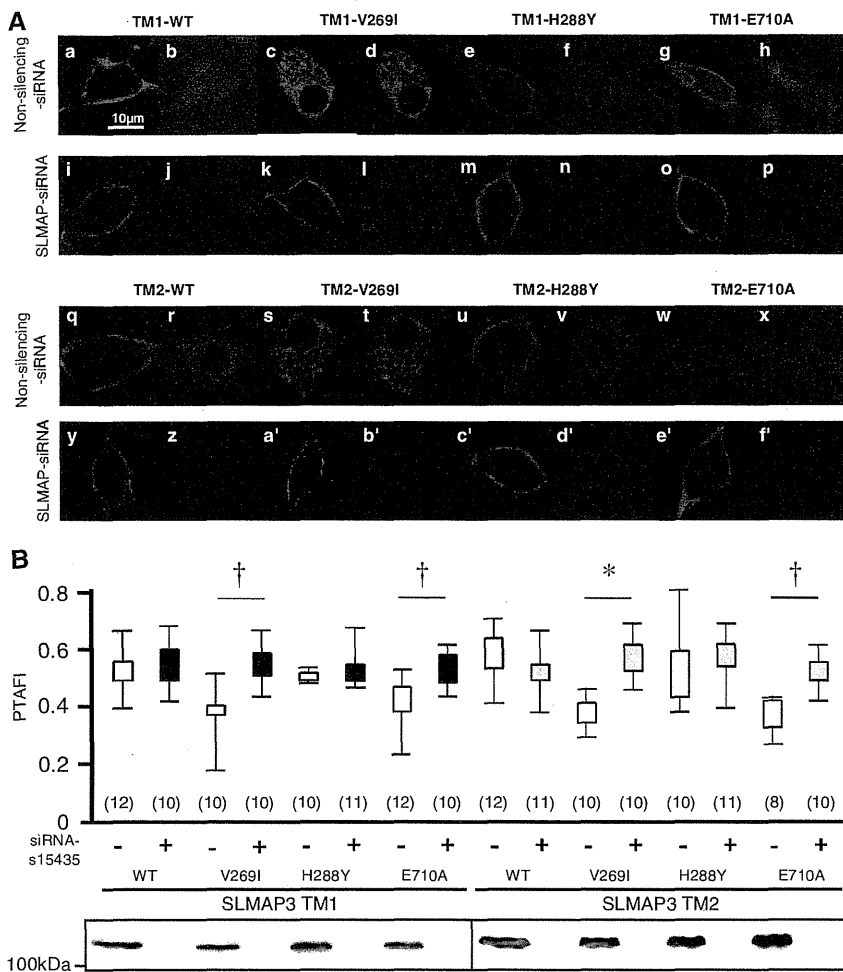 A
TM1-WT TM1-V269I TM1-H288Y TM1-E710A
Non-silencing
-siRNA
a b c d e f g h
10µm
SLMAP-siRNA
i j k l m n o p
TM2-WT TM2-V269I TM2-H288Y TM2-E710A
Non-silencing
-siRNA
q r s t u v w x
SLMAP-siRNA
y z a' b' c' d' e' f'
B
† † * †
PTAFI
0.8
0.6
0.4
0.2
0
(12) (10) (10) (10) (10) (11) (12) (10) (12) (11) (10) (10) (10) (11) (8) (10)
siRNA-
s15435
- + - + - + - + - + - + - + - +
WT V269I H288Y E710A WT V269I H288Y E710A
SLMAP3 TM1 SLMAP3 TM2
100kDa